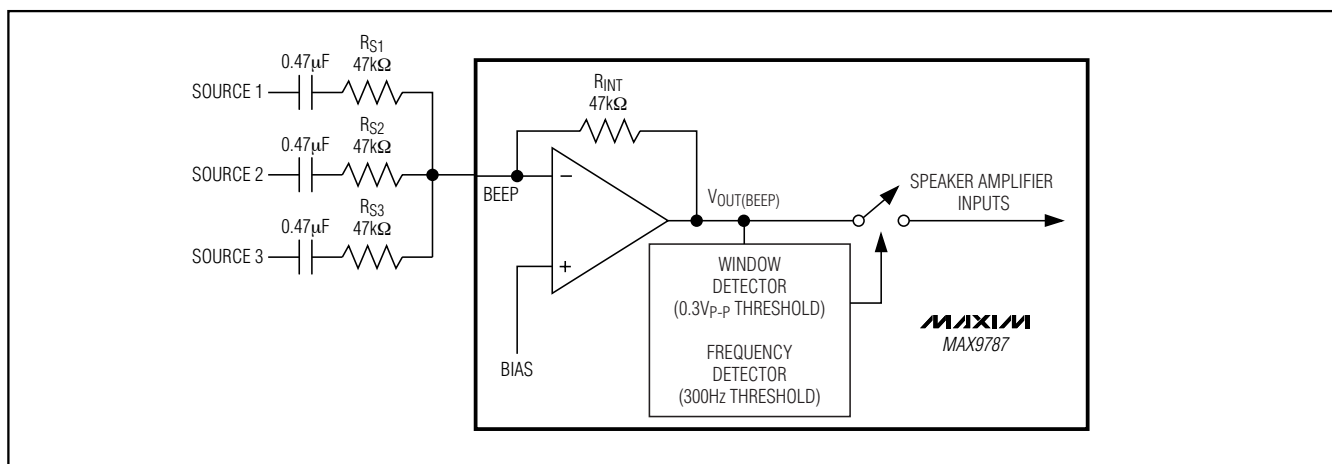 SOURCE 1
0.47µF
RS1
47kΩ
SOURCE 2
0.47µF
RS2
47kΩ
SOURCE 3
0.47µF
RS3
47kΩ
BEEP
RINT
47kΩ
−
+
BIAS
VOUT(BEEP)
WINDOW
DETECTOR
(0.3VP-P THRESHOLD)
FREQUENCY
DETECTOR
(300Hz THRESHOLD)
SPEAKER AMPLIFIER
INPUTS
MAXIM
MAX9787